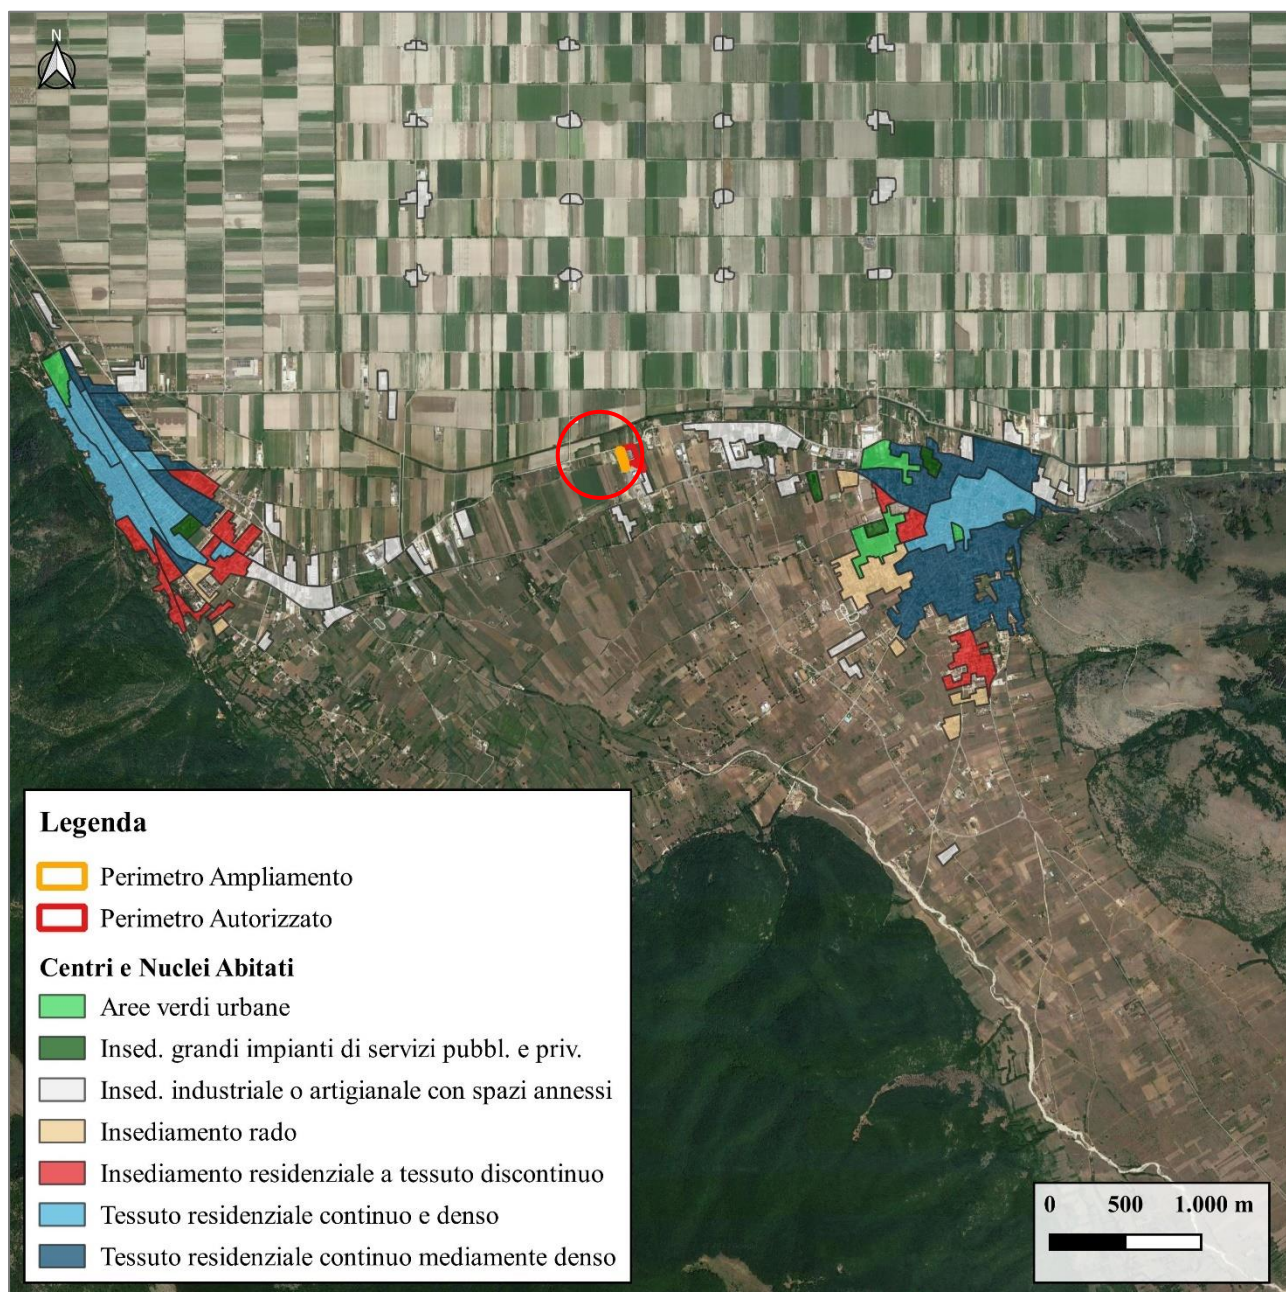 N
Legenda
Perimetro Ampliamento
Perimetro Autorizzato
Centri e Nuclei Abitati
Aree verdi urbane
Insed. grandi impianti di servizi pubbl. e priv.
Insed. industriale o artigianale con spazi annessi
Insediamento rado
Insediamento residenziale a tessuto discontinuo
Tessuto residenziale continuo e denso
Tessuto residenziale continuo mediamente denso
0 500 1.000 m